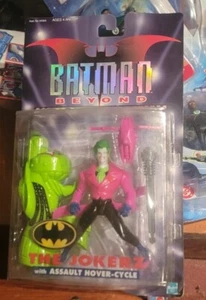 BATMAN
BEYOND
THE JOKERZ
with ASSAULT HOVER-CYCLE